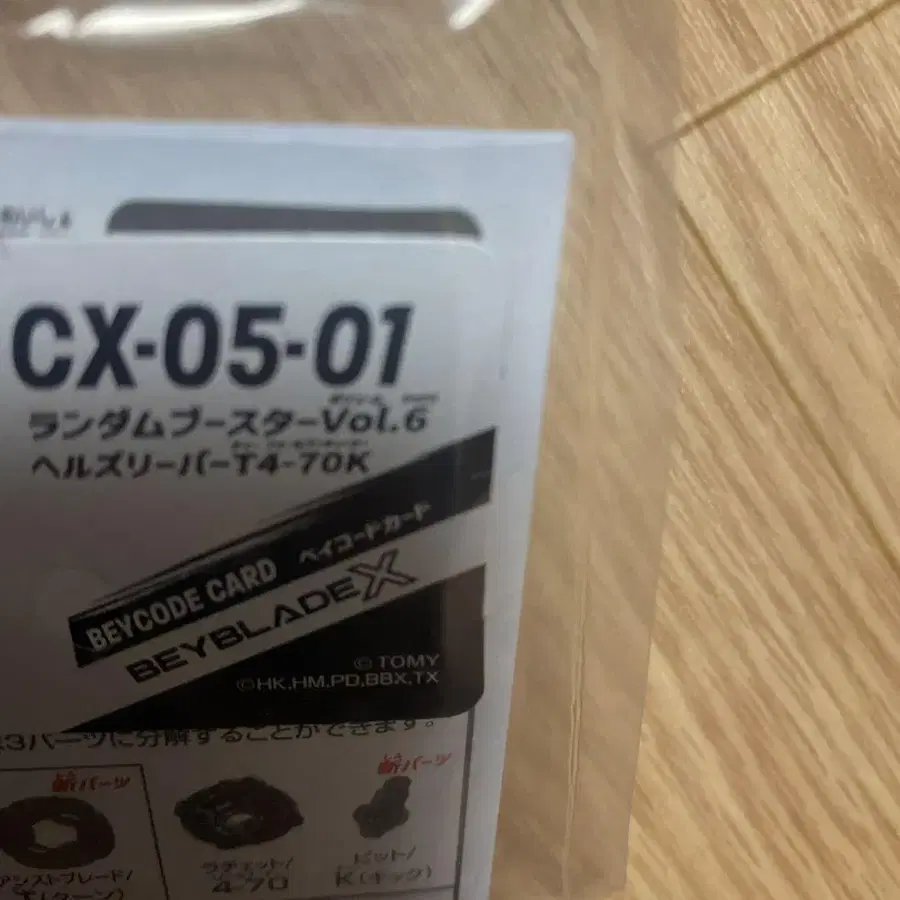 CX-05-01
ランダムブースターVol.6
ヘルズリーパーT4-70K
BEYCODE CARD ベイコードカード
BEYBLADE X
© TOMY
©HK,HM,PD,BBX,TX
3パーツに分解することができます。
新パーツ
新パーツ
アシストブレード/
ラチェット/
4-70
ビット/
K(キック)
T(ターン)